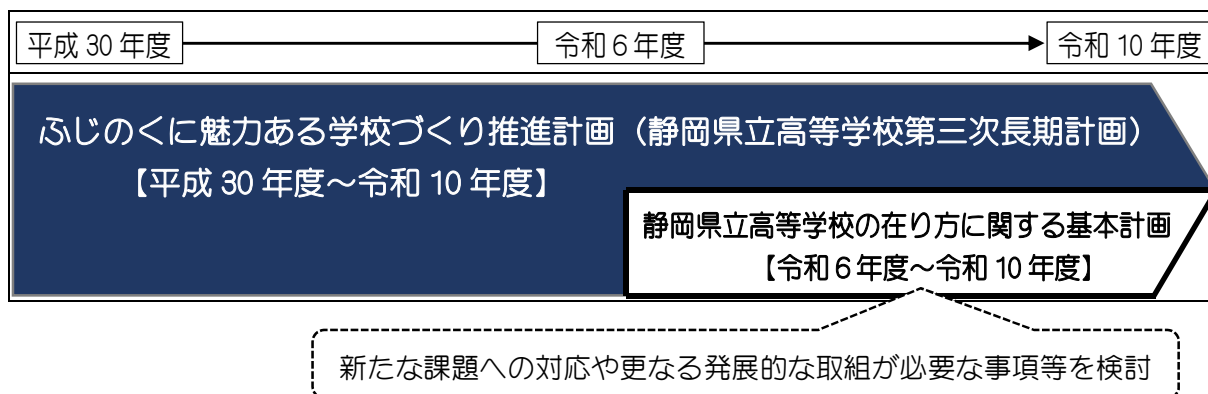 平成 30 年度
令和６年度
令和 10 年度
ふじのくに魅力ある学校づくり推進計画（静岡県立高等学校第三次長期計画）
【平成 30 年度～令和 10 年度】
静岡県立高等学校の在り方に関する基本計画
【令和６年度～令和 10 年度】
新たな課題への対応や更なる発展的な取組が必要な事項等を検討